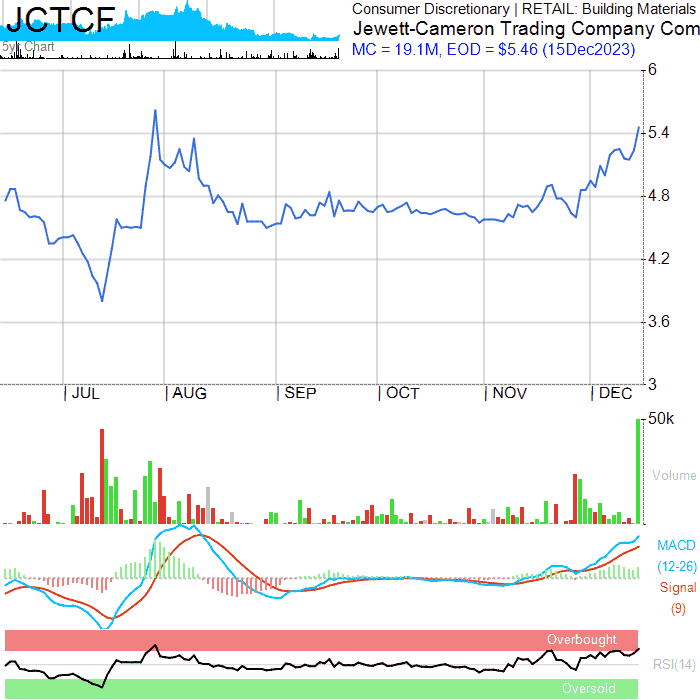 JCTCF
5yr Chart
Consumer Discretionary | RETAIL: Building Materials
Jewett-Cameron Trading Company Com
MC = 19.1M, EOD = $5.46 (15Dec2023)
6
5.4
4.8
4.2
3.6
3
JUL AUG SEP OCT NOV DEC
50k
Volume
MACD
(12-26)
Signal
(9)
Overbought
RSI(14)
Oversold